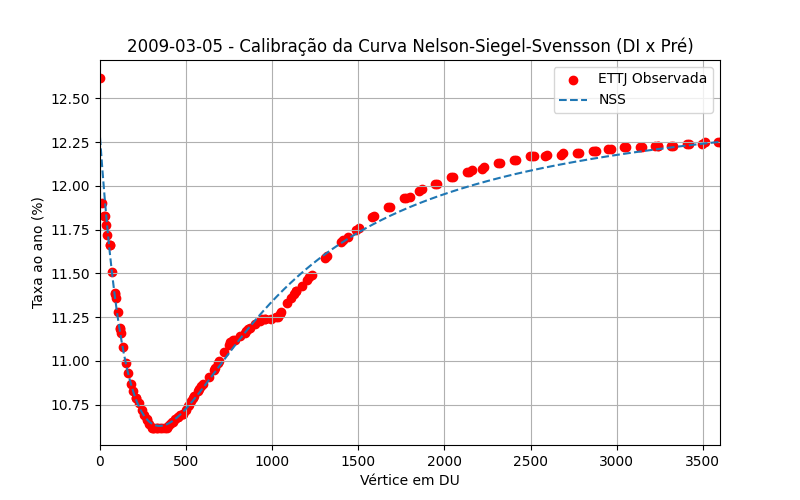 2009-03-05 - Calibração da Curva Nelson-Siegel-Svensson (DI x Pré)
ETTJ Observada
NSS
Taxa ao ano (%)
12.50
12.25
12.00
11.75
11.50
11.25
11.00
10.75
0 500 1000 1500 2000 2500 3000 3500
Vértice em DU